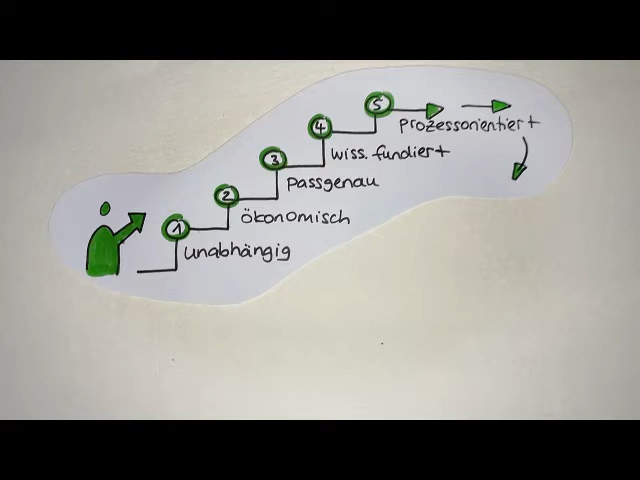 5
prozessorientiert
4
wiss. fundiert
3
passgenau
2
ökonomisch
1
unabhängig